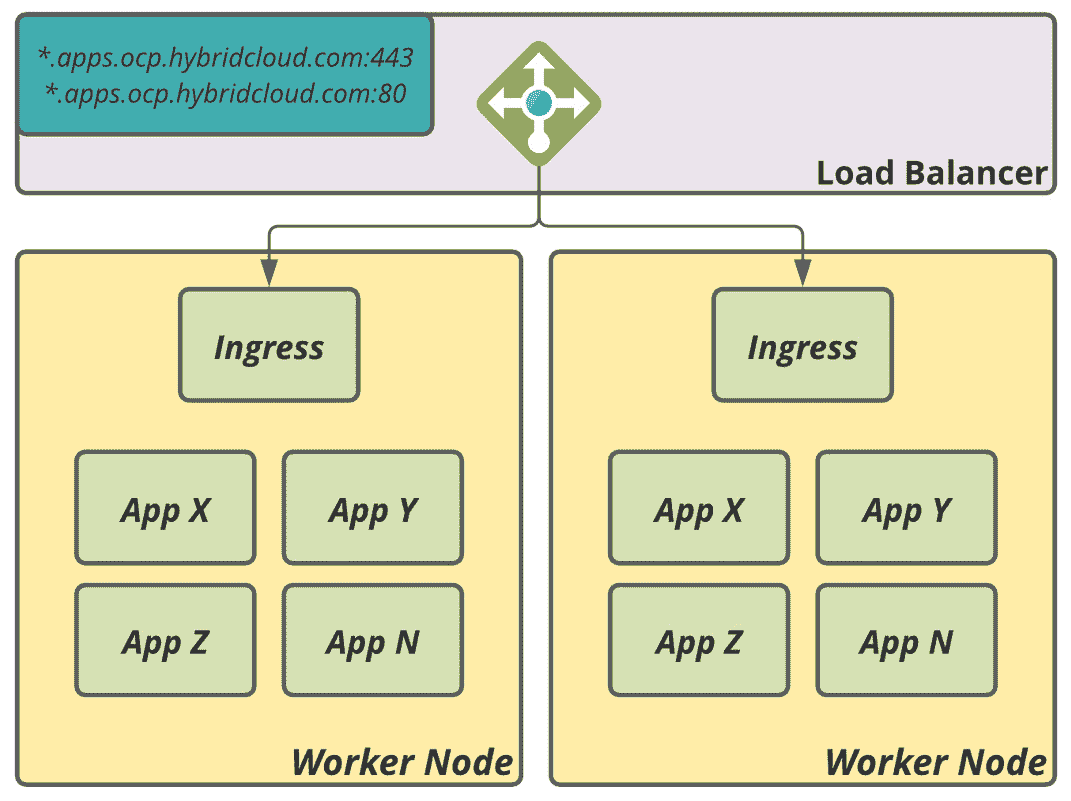 *.apps.ocp.hybridcloud.com:443
*.apps.ocp.hybridcloud.com:80
Load Balancer
Ingress
App X
App Y
App Z
App N
Worker Node
Ingress
App X
App Y
App Z
App N
Worker Node